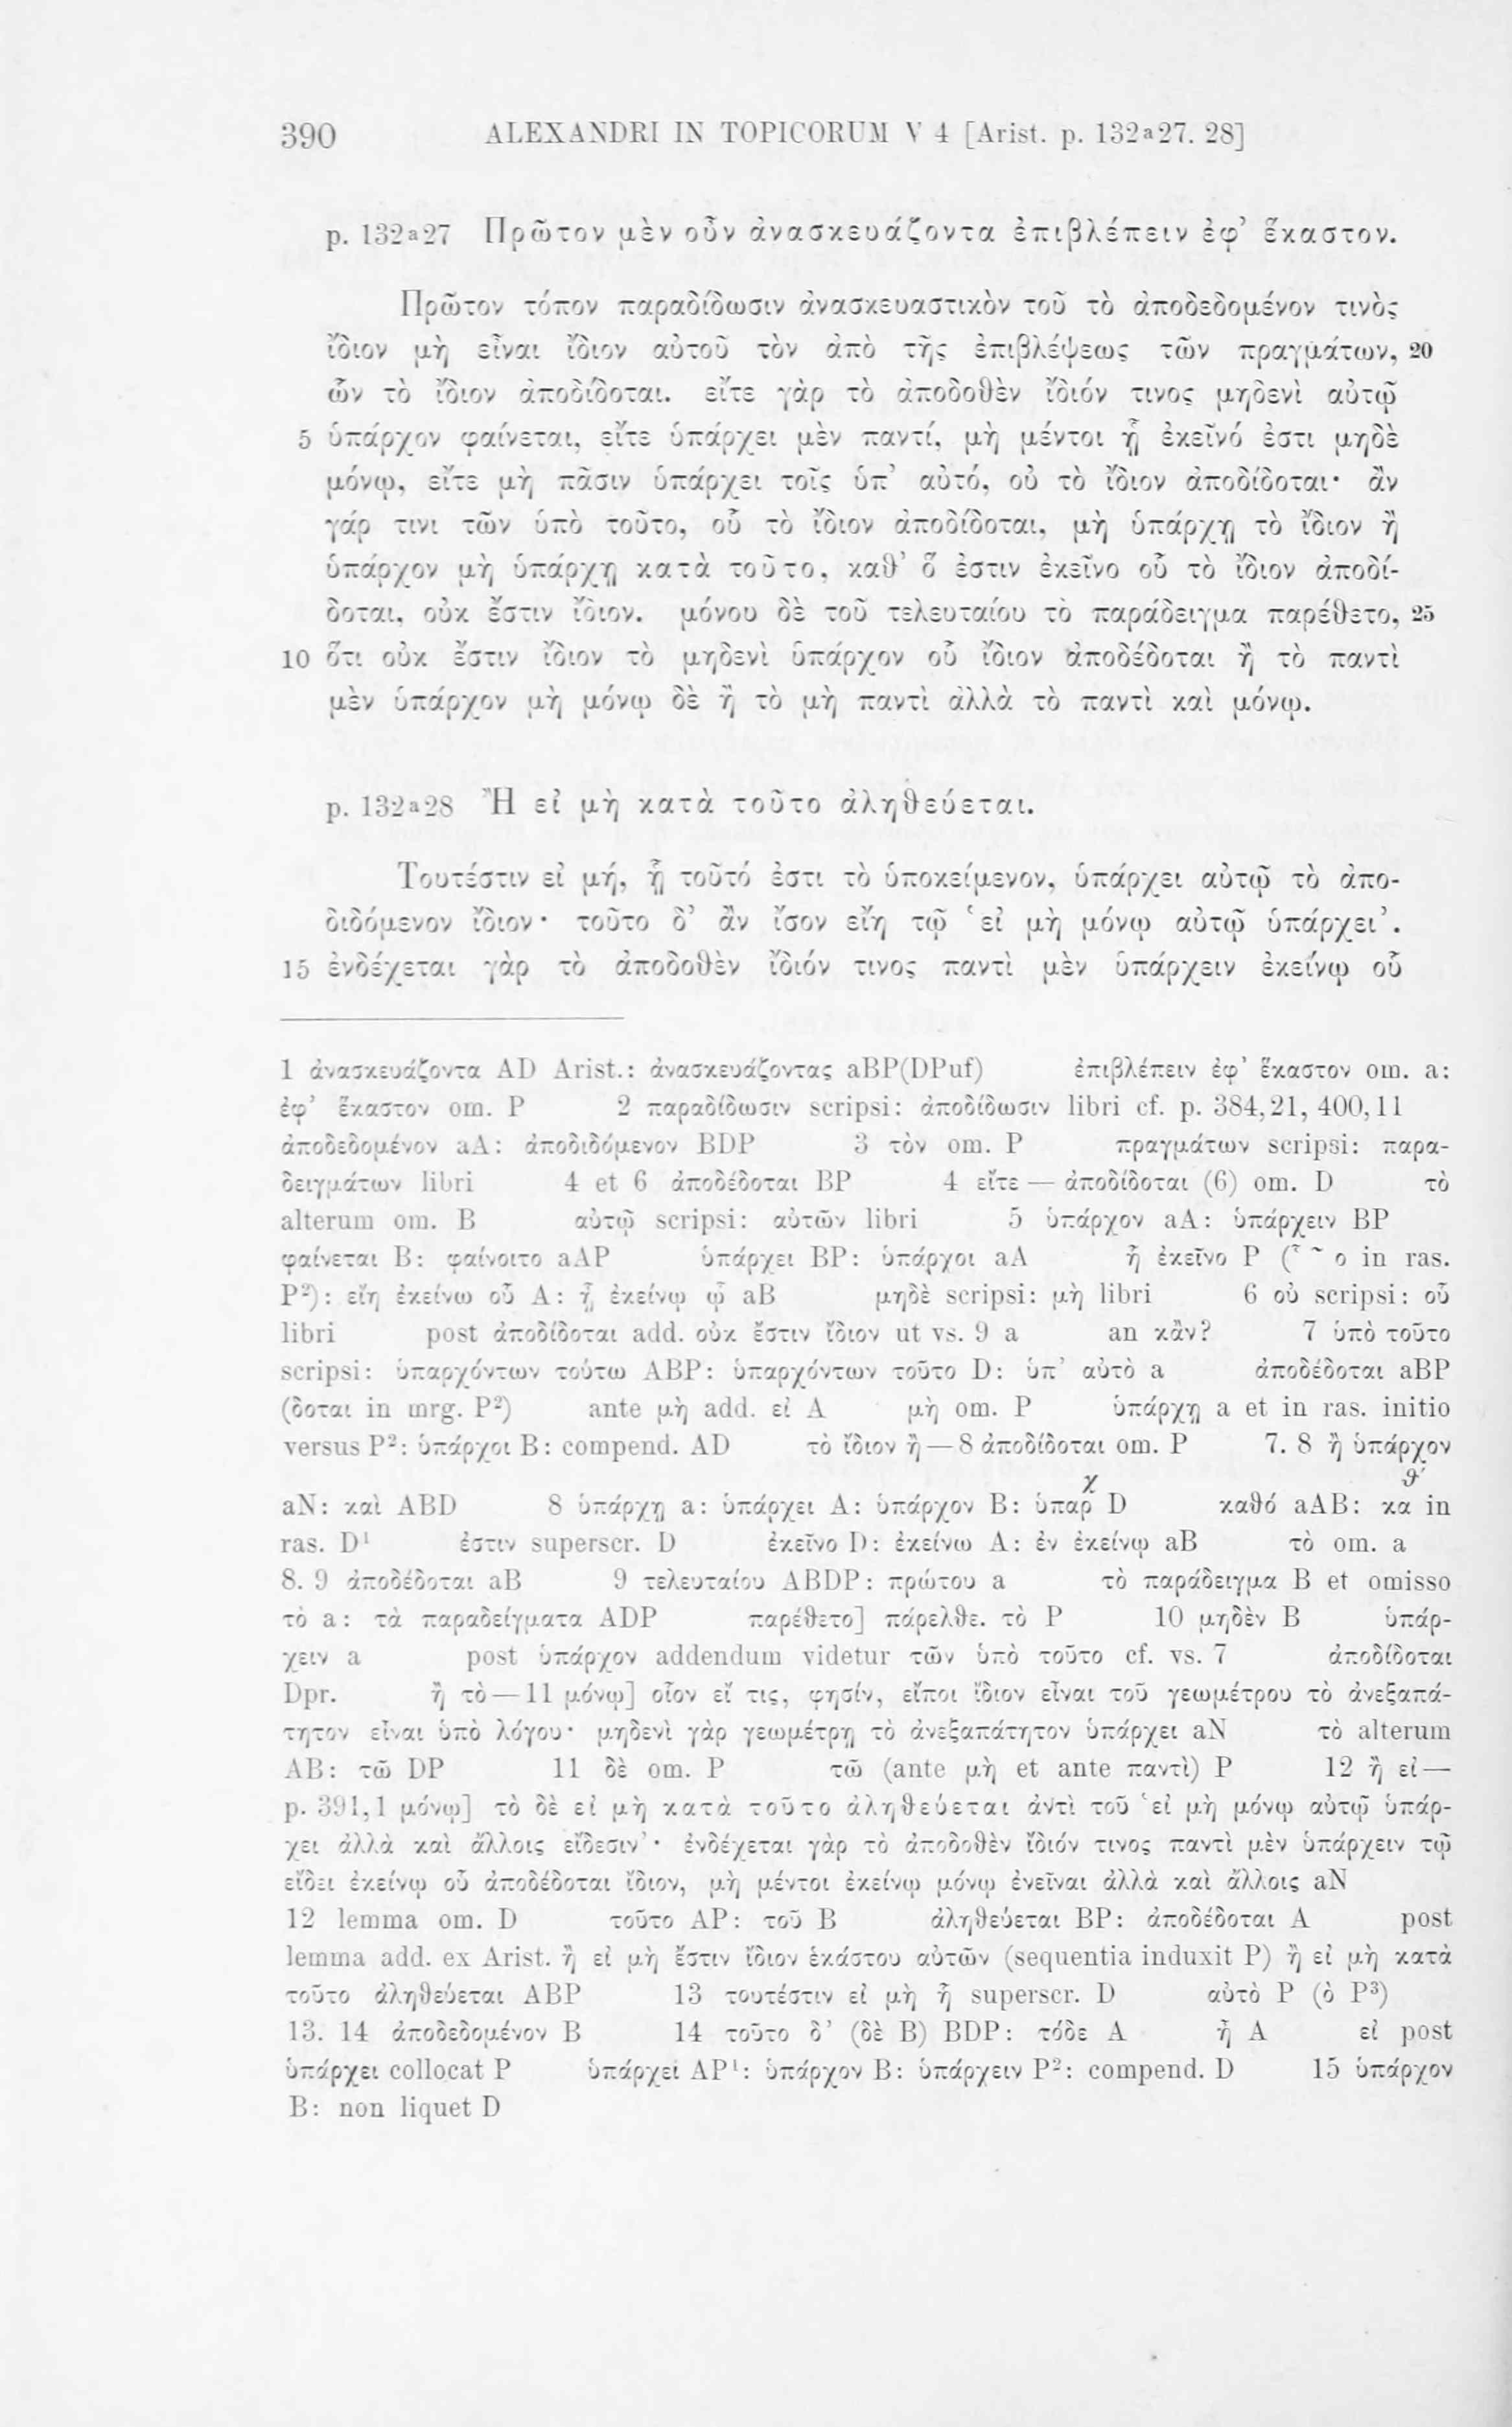 390 ALEXANDRI IN TOPICORUM V 4 [Arist. p. 132ª27. 28]
p. 132ª27 Πρῶτον μὲν οὖν ἀνασκευάζοντα ἐπιβλέπειν ἐφ’ ἕκαστον.
Πρῶτον τόπον παραδίδωσιν ἀνασκευαστικὸν τοῦ τὸ ἀποδεδομένον τινὸς
ἴδιον μὴ εἶναι ἴδιον αὐτοῦ τὸν ἀπὸ τῆς ἐπιβλέψεως τῶν πραγμάτων, 20
ὧν τὸ ἴδιον ἀποδίδοται. εἴτε γὰρ τὸ ἀποδοθὲν ἴδιόν τινος μηδενὶ αὐτῷ
5 ὑπάρχον φαίνεται, εἴτε ὑπάρχει μὲν παντί, μὴ μέντοι ᾗ ἐκεῖνό ἐστι μηδὲ
μόνῳ, εἴτε μὴ πᾶσιν ὑπάρχει τοῖς ὑπ’ αὐτό, οὐ τὸ ἴδιον ἀποδίδοται· ἂν
γάρ τινι τῶν ὑπὸ τοῦτο, οὗ τὸ ἴδιον ἀποδίδοται, μὴ ὑπάρχῃ τὸ ἴδιον ἢ
ὑπάρχον μὴ ὑπάρχῃ κατὰ τοῦτο, καθ’ ὅ ἐστιν ἐκεῖνο οὗ τὸ ἴδιον ἀποδί-
δοται, οὐκ ἔστιν ἴδιον. μόνου δὲ τοῦ τελευταίου τὸ παράδειγμα παρέθετο, 25
10 ὅτι οὐκ ἔστιν ἴδιον τὸ μηδενὶ ὑπάρχον οὗ ἴδιον ἀποδέδοται ἢ τὸ παντὶ
μὲν ὑπάρχον μὴ μόνῳ δὲ ἢ τὸ μὴ παντὶ ἀλλὰ τὸ παντὶ καὶ μόνῳ.
p. 132ª28 Ἢ εἰ μὴ κατὰ τοῦτο ἀληθεύεται.
Τουτέστιν εἰ μή, ᾗ τοῦτό ἐστι τὸ ὑποκείμενον, ὑπάρχει αὐτῷ τὸ ἀπο-
διδόμενον ἴδιον· τοῦτο δ’ ἂν ἴσον εἴη τῷ ‘εἰ μὴ μόνῳ αὐτῷ ὑπάρχει’.
15 ἐνδέχεται γὰρ τὸ ἀποδοθὲν ἴδιόν τινος παντὶ μὲν ὑπάρχειν ἐκείνῳ οὗ
1 ἀνασκευάζοντα AD Arist.: ἀνασκευάζοντας aBP(DPuf) ἐπιβλέπειν ἐφ’ ἕκαστον om. a:
ἐφ’ ἕκαστον om. P 2 παραδίδωσιν scripsi: ἀποδίδωσιν libri cf. p. 384,21, 400,11
ἀποδεδομένον aA: ἀποδιδόμενον BDP 3 τὸν om. P πραγμάτων scripsi: παρα-
δειγμάτων libri 4 et 6 ἀποδέδοται BP 4 εἴτε — ἀποδίδοται (6) om. D τὸ
alterum om. B αὐτῷ scripsi: αὐτῶν libri 5 ὑπάρχον aA: ὑπάρχειν BP
φαίνεται B: φαίνοιτο aAP ὑπάρχει BP: ὑπάρχοι aA ἦ ἐκεῖνο P (῏ ῀ ο in ras.
P²): εἴη ἐκείνω οὗ A: ᾗ ἐκείνῳ ᾧ aB μηδὲ scripsi: μὴ libri 6 οὐ scripsi: οὗ
libri post ἀποδίδοται add. οὐκ ἔστιν ἴδιον ut vs. 9 a an κἂν? 7 ὑπὸ τοῦτο
scripsi: ὑπαρχόντων τούτω ABP: ὑπαρχόντων τοῦτο D: ὑπ’ αὐτὸ a ἀποδέδοται aBP
(δοται in mrg. P²) ante μὴ add. εἰ A μὴ om. P ὑπάρχῃ a et in ras. initio
versus P²: ὑπάρχοι B: compend. AD τὸ ἴδιον ἢ — 8 ἀποδίδοται om. P 7. 8 ἢ ὑπάρχον
aN: καὶ ABD 8 ὑπάρχῃ a: ὑπάρχει A: ὑπάρχον B: ὑπαρχ D καθό aAB: καθ’ in
ras. D¹ ἐστιν superscr. D ἐκεῖνο D: ἐκείνω A: ἐν ἐκείνῳ aB τὸ om. a
8. 9 ἀποδέδοται aB 9 τελευταίου ABDP: πρώτου a τὸ παράδειγμα B et omisso
τὸ a: τὰ παραδείγματα ADP παρέθετο] πάρελθε. τὸ P 10 μηδὲν B ὑπάρ-
χειν a post ὑπάρχον addendum videtur τῶν ὑπὸ τοῦτο cf. vs. 7 ἀποδίδοται
Dpr. ἢ τὸ — 11 μόνῳ] οἷον εἴ τις, φησίν, εἴποι ἴδιον εἶναι τοῦ γεωμέτρου τὸ ἀνεξαπά-
τητον εἶναι ὑπὸ λόγου· μηδενὶ γὰρ γεωμέτρῃ τὸ ἀνεξαπάτητον ὑπάρχει aN τὸ alterum
AB: τῶ DP 11 δὲ om. P τῶ (ante μὴ et ante παντὶ) P 12 ἢ εἰ —
p. 391,1 μόνῳ] τὸ δὲ εἰ μὴ κατὰ τοῦτο ἀληθεύεται ἀντὶ τοῦ ‘εἰ μὴ μόνῳ αὐτῷ ὑπάρ-
χει ἀλλὰ καὶ ἄλλοις εἴδεσιν’· ἐνδέχεται γὰρ τὸ ἀποδοθὲν ἴδιόν τινος παντὶ μὲν ὑπάρχειν τῷ
εἴδει ἐκείνῳ οὗ ἀποδέδοται ἴδιον, μὴ μέντοι ἐκείνῳ μόνῳ ἐνεῖναι ἀλλὰ καὶ ἄλλοις aN
12 lemma om. D τοῦτο AP: τοῦ B ἀληθεύεται BP: ἀποδέδοται A post
lemma add. ex Arist. ἢ εἰ μὴ ἔστιν ἴδιον ἑκάστου αὐτῶν (sequentia induxit P) ἢ εἰ μὴ κατὰ
τοῦτο ἀληθεύεται ABP 13 τουτέστιν εἰ μὴ ἦ superscr. D αὐτὸ P (ὸ P³)
13. 14 ἀποδεδομένον B 14 τοῦτο δ’ (δὲ B) BDP: τόδε A ἦ A εἰ post
ὑπάρχει collocat P ὑπάρχει AP¹: ὑπάρχον B: ὑπάρχειν P²: compend. D 15 ὑπάρχον
B: non liquet D